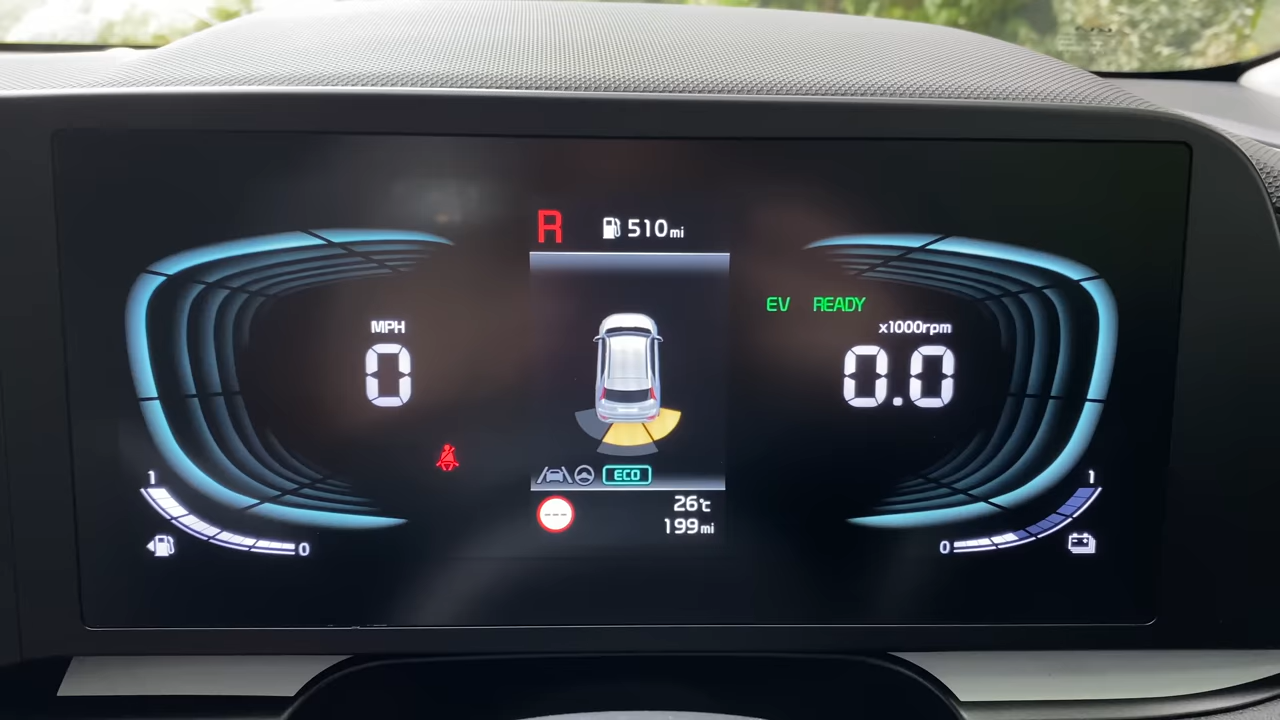 R 510mi
EV READY
MPH
x1000rpm
0
0.0
ECO
1
1
---
26℃
199mi
0
0